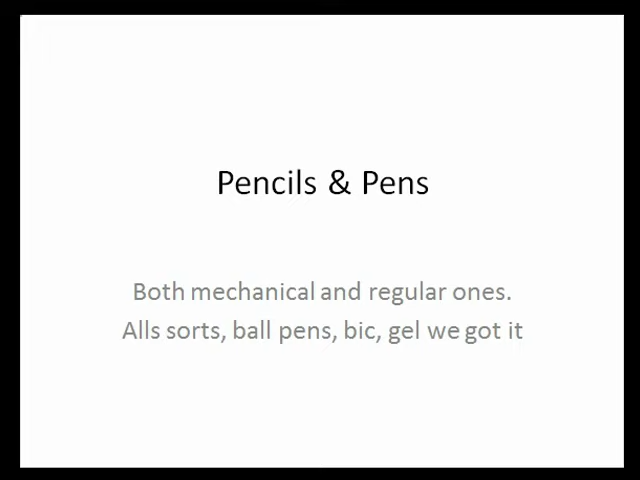 Pencils & Pens
Both mechanical and regular ones.
Alls sorts, ball pens, bic, gel we got it